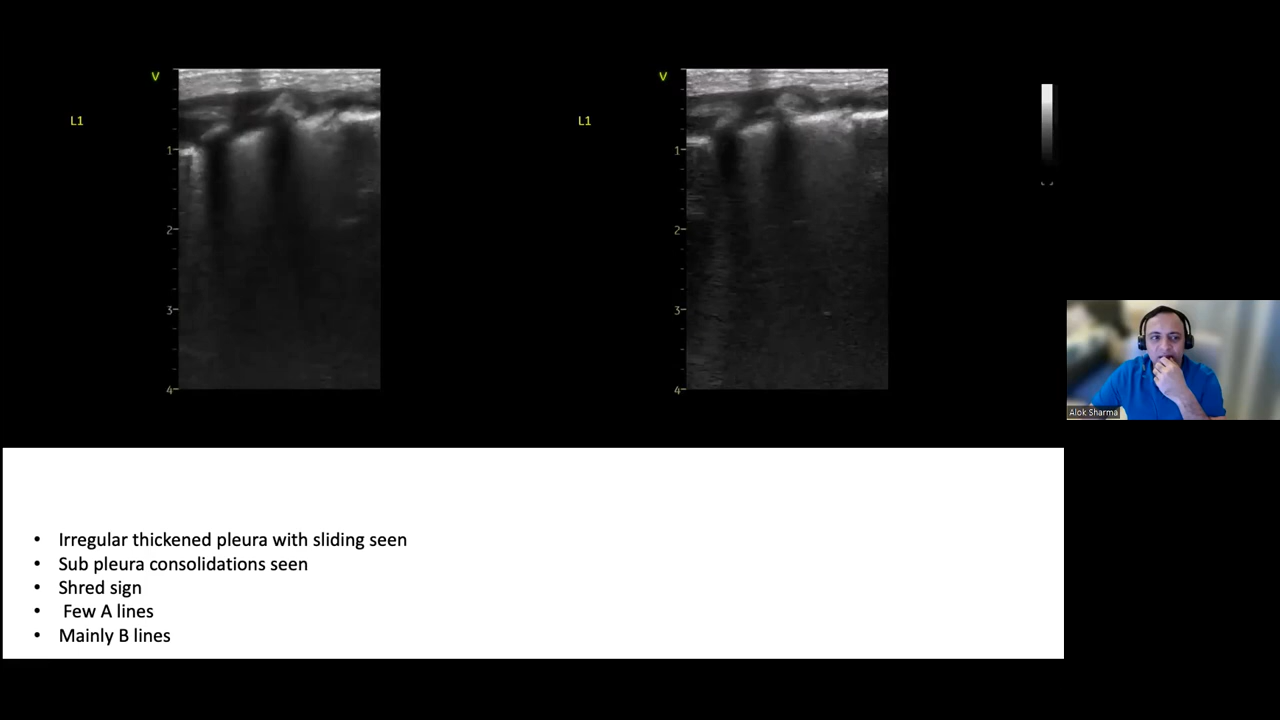 V
V
L1
L1
1
2
3
4
1
2
3
4
Alok Sharma
• Irregular thickened pleura with sliding seen
• Sub pleura consolidations seen
• Shred sign
• Few A lines
• Mainly B lines